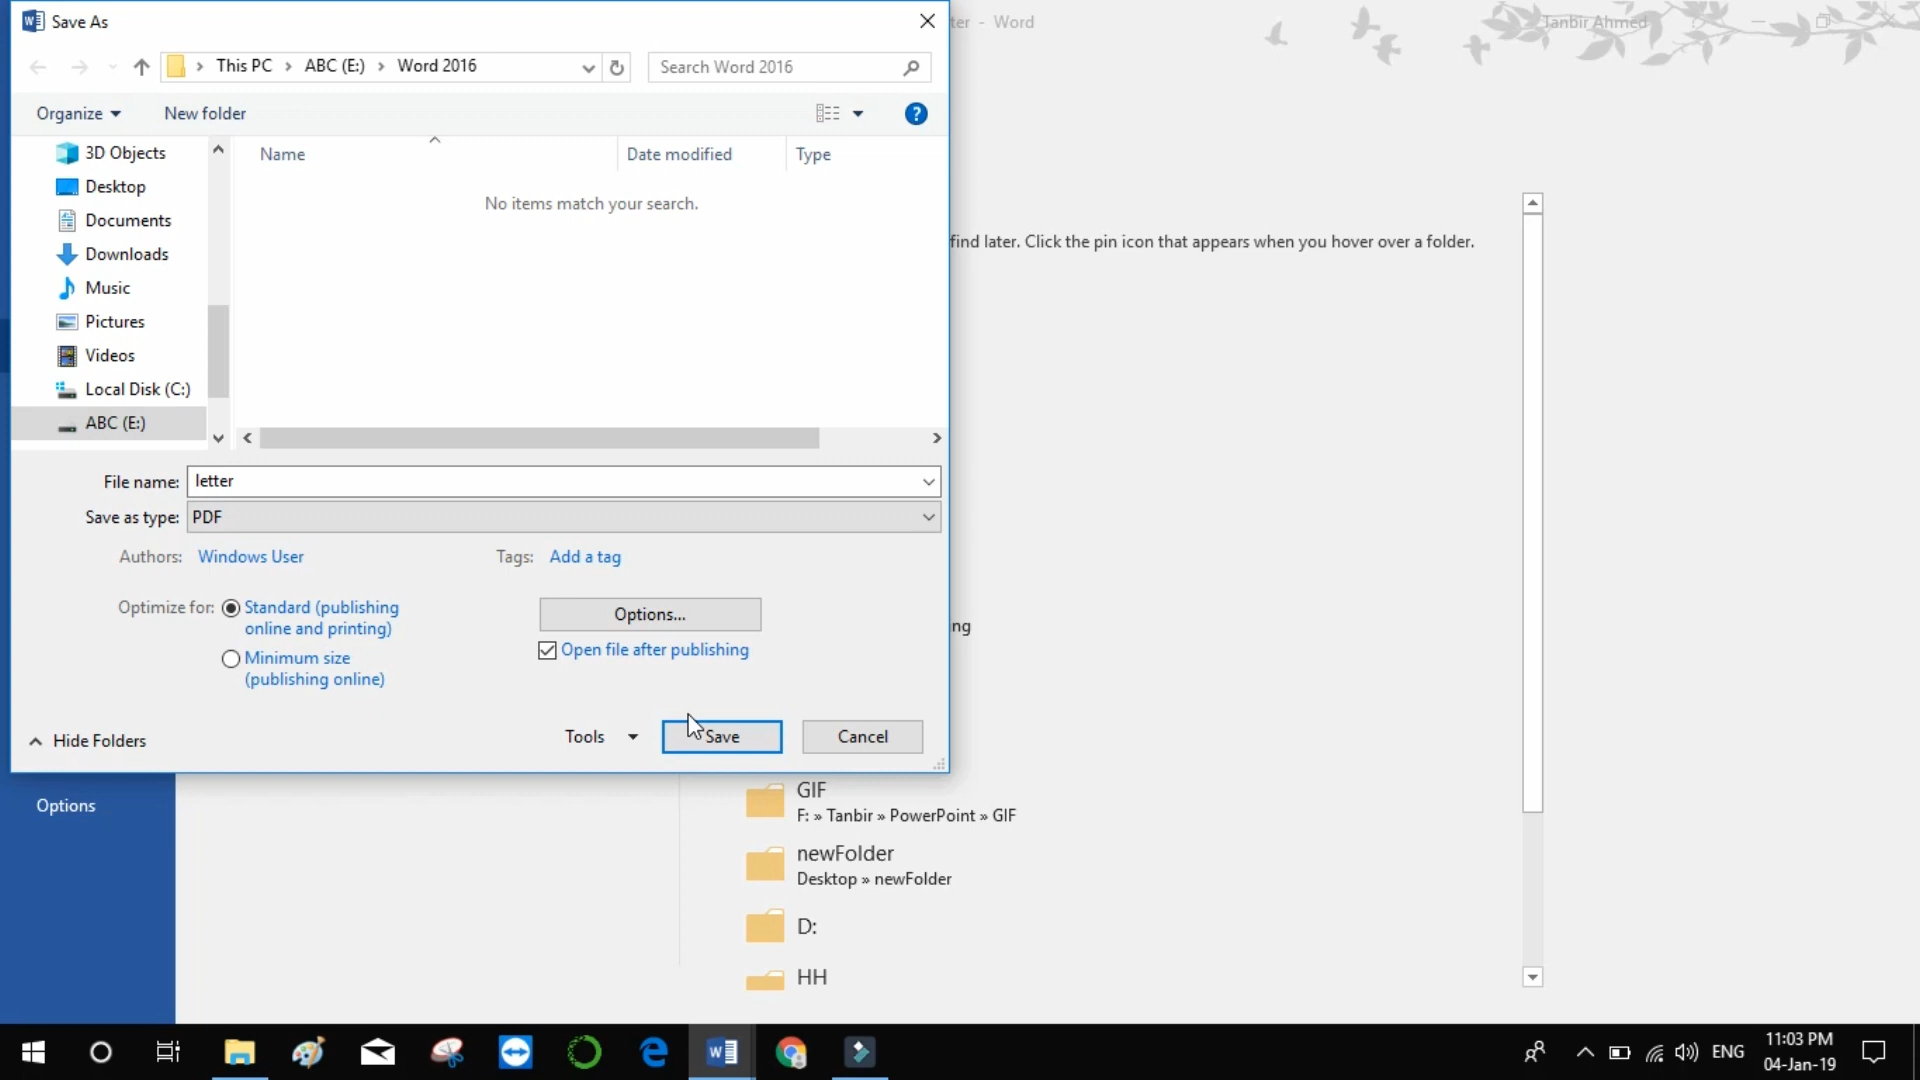 Save As
ter - Word
Tanbir Ahmed
This PC > ABC (E:) > Word 2016
Search Word 2016
Organize
New folder
3D Objects
Desktop
Documents
Downloads
Music
Pictures
Videos
Local Disk (C:)
ABC (E:)
Name
Date modified
Type
No items match your search.
find later. Click the pin icon that appears when you hover over a folder.
File name: letter
Save as type: PDF
Authors: Windows User
Tags: Add a tag
Optimize for: Standard (publishing
online and printing)
Minimum size
(publishing online)
Options...
Open file after publishing
ng
Hide Folders
Tools
Save
Cancel
Options
GIF
F: » Tanbir » PowerPoint » GIF
newFolder
Desktop » newFolder
D:
HH
ENG
11:03 PM
04-Jan-19